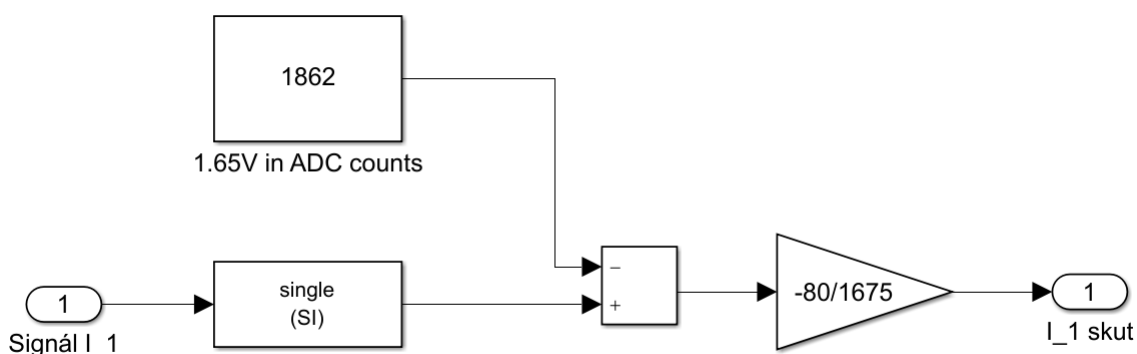 1862
1.65V in ADC counts
1
Signál I_1
single
(SI)
−
+
-80/1675
1
I_1 skut